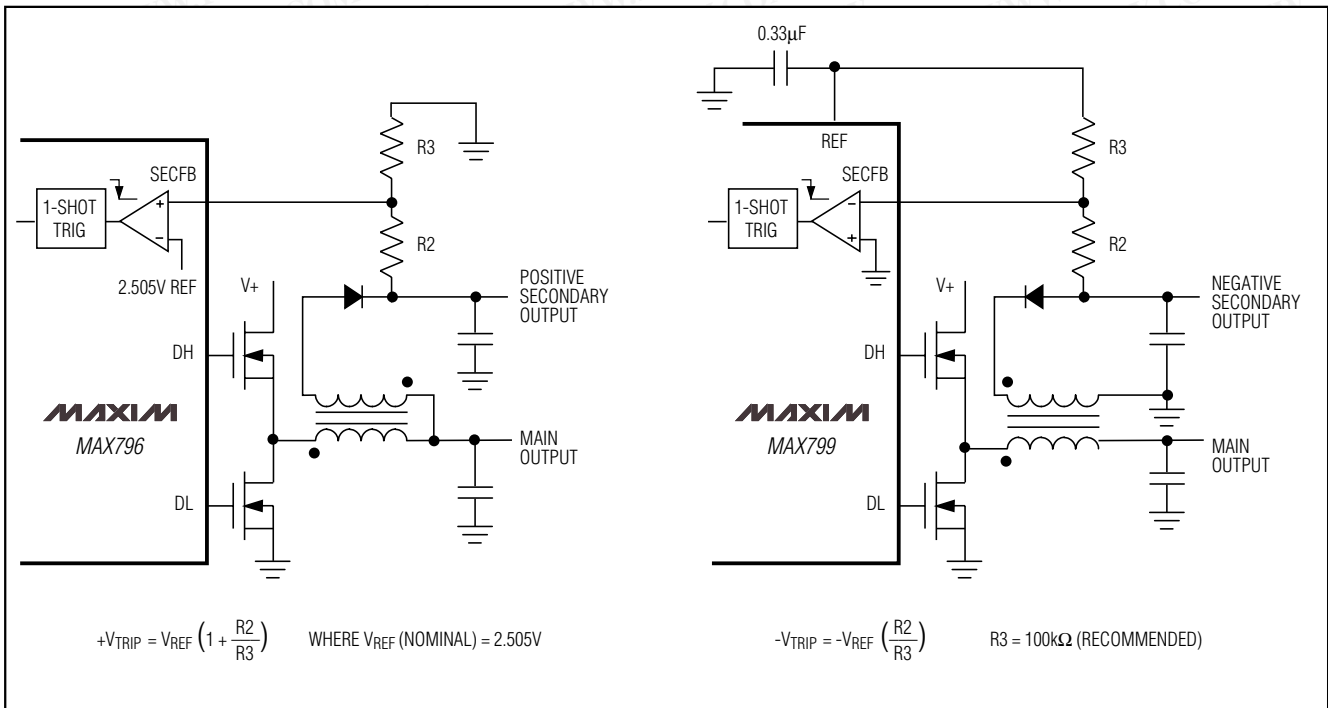 R3
SECFB
1-SHOT
TRIG
+
−
2.505V REF
R2
V+
POSITIVE
SECONDARY
OUTPUT
DH
MAXIM
MAX796
MAIN
OUTPUT
DL
+VTRIP = VREF (1 + R2/R3) WHERE VREF (NOMINAL) = 2.505V
0.33µF
REF
R3
SECFB
1-SHOT
TRIG
−
+
R2
V+
NEGATIVE
SECONDARY
OUTPUT
DH
MAXIM
MAX799
MAIN
OUTPUT
DL
-VTRIP = -VREF (R2/R3) R3 = 100kΩ (RECOMMENDED)